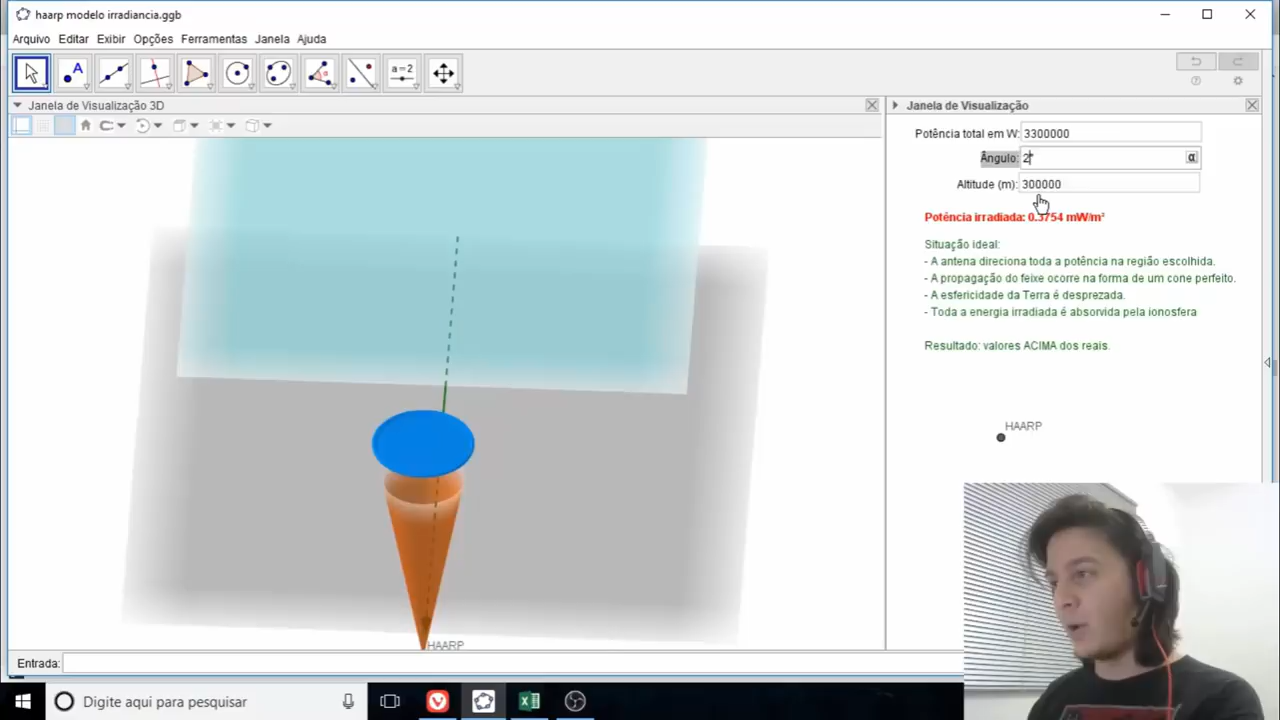 haarp modelo irradiancia.ggb
Arquivo Editar Exibir Opções Ferramentas Janela Ajuda
A
a=2
Janela de Visualização 3D
Janela de Visualização
Potência total em W: 3300000
Ângulo: 2°
α
Altitude (m): 300000
Potência irradiada: 0.3754 mW/m²
Situação ideal:
- A antena direciona toda a potência na região escolhida.
- A propagação do feixe ocorre na forma de um cone perfeito.
- A esfericidade da Terra é desprezada.
- Toda a energia irradiada é absorvida pela ionosfera
Resultado: valores ACIMA dos reais.
HAARP
HAARP
Entrada:
Digite aqui para pesquisar